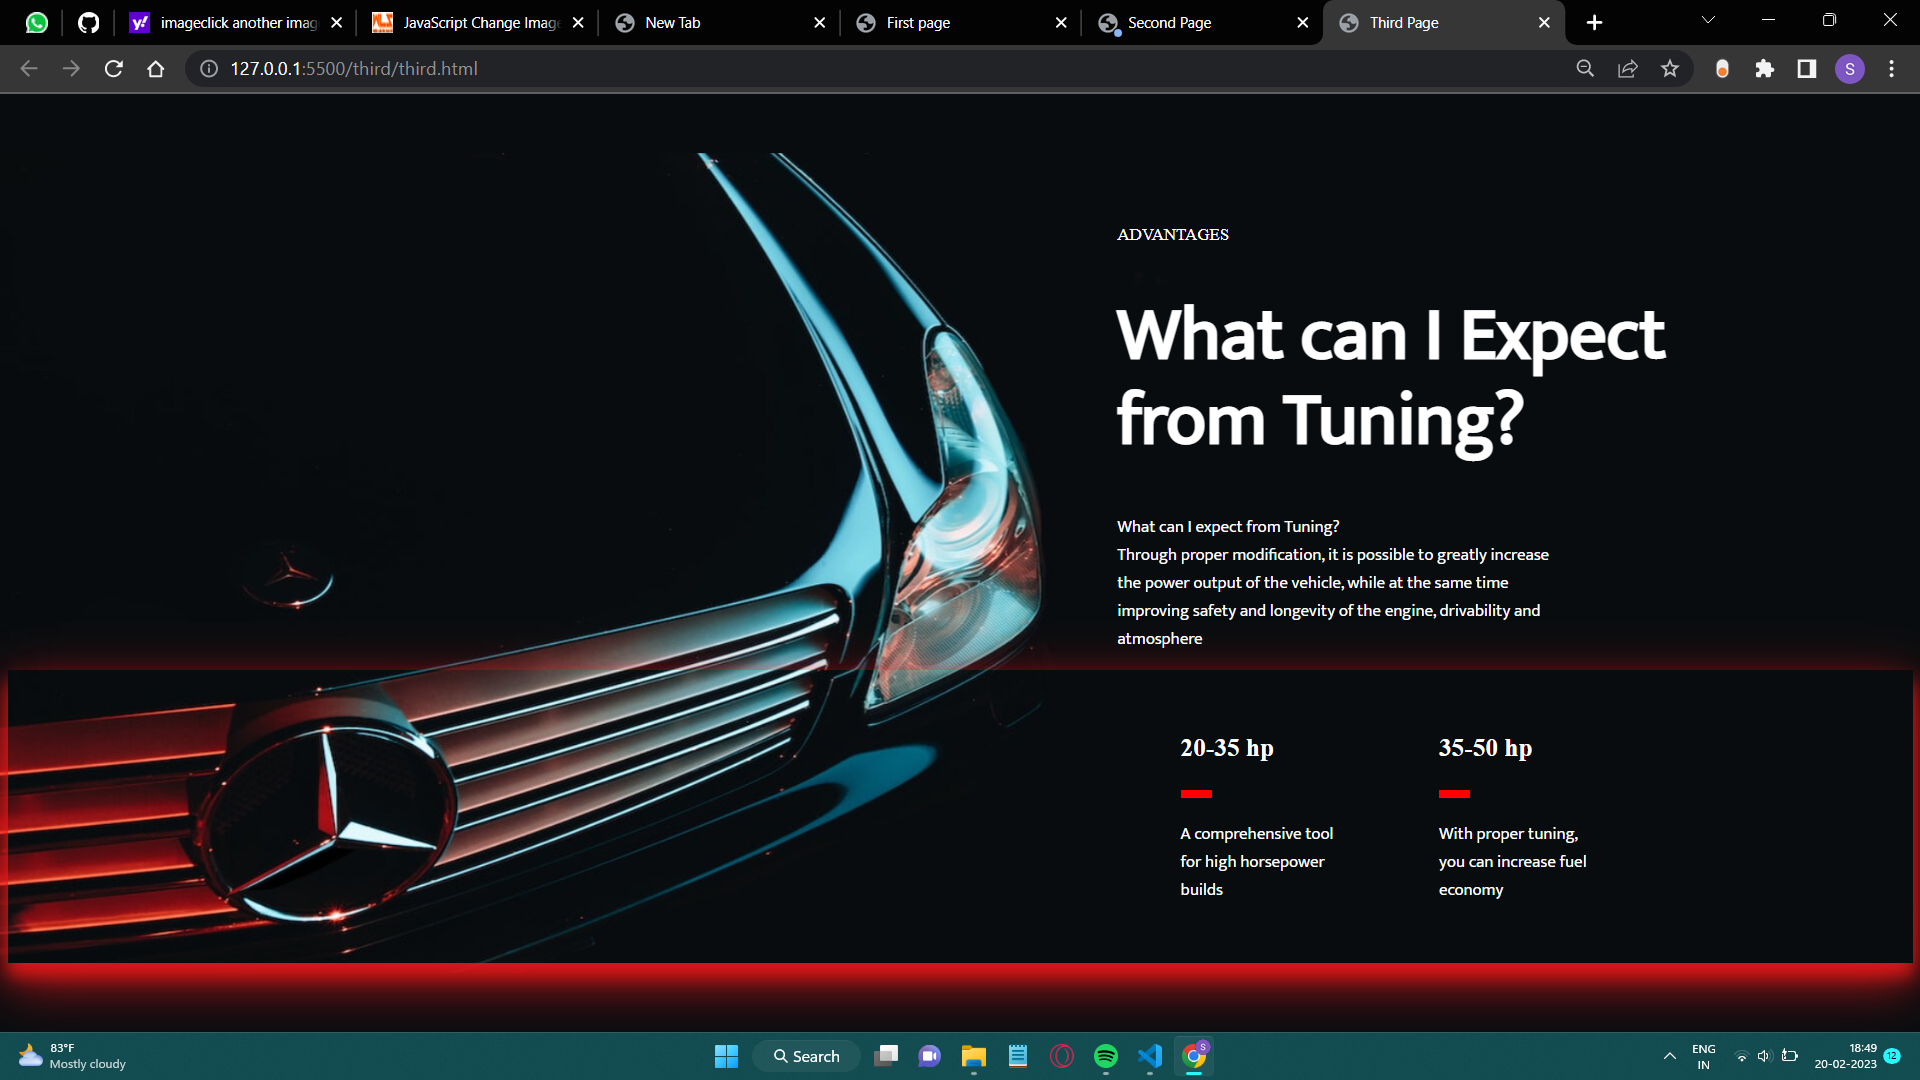 imageclick another imag
JavaScript Change Image
New Tab
First page
Second Page
Third Page
127.0.0.1:5500/third/third.html
S
ADVANTAGES
What can I Expect
from Tuning?
What can I expect from Tuning?
Through proper modification, it is possible to greatly increase
the power output of the vehicle, while at the same time
improving safety and longevity of the engine, drivability and
atmosphere
20-35 hp
35-50 hp
A comprehensive tool
for high horsepower
builds
With proper tuning,
you can increase fuel
economy
83°F
Mostly cloudy
Search
S
ENG
IN
18:49
20-02-2023
12